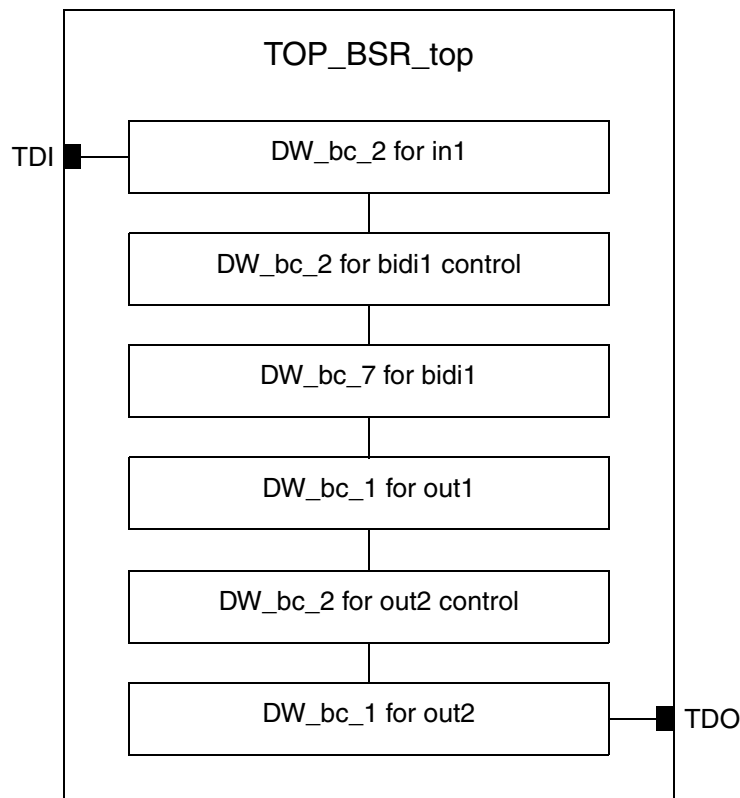 TOP_BSR_top
TDI
DW_bc_2 for in1
DW_bc_2 for bidi1 control
DW_bc_7 for bidi1
DW_bc_1 for out1
DW_bc_2 for out2 control
DW_bc_1 for out2
TDO